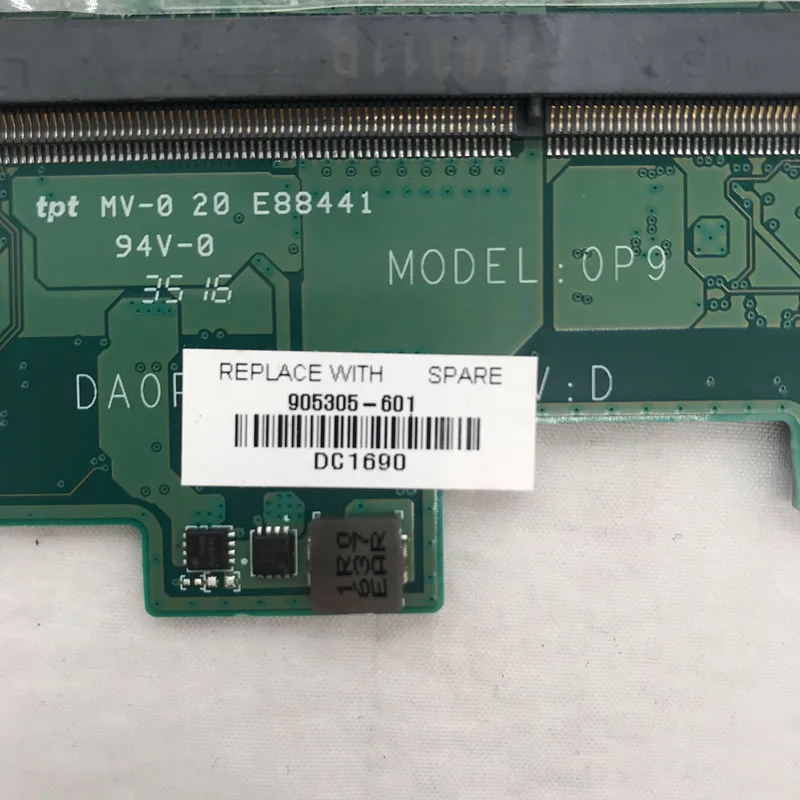 tpt MV-0 20 E88441
94V-0
3516
MODEL:0P9
DA0P
V:D
REPLACE WITH SPARE
905305-601
DC1690
1R0
637
EAR